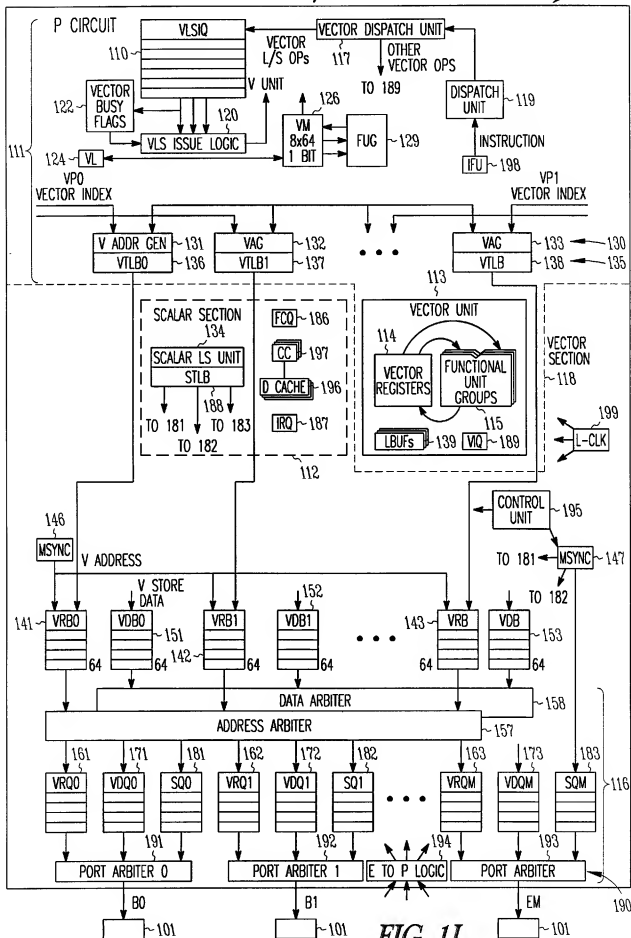 P CIRCUIT
VLSIQ
110
VECTOR
L/S OPs
VECTOR DISPATCH UNIT
117
OTHER
VECTOR OPS
TO 189
DISPATCH
UNIT
119
INSTRUCTION
IFU
198
V UNIT
122
VECTOR
BUSY
FLAGS
120
VLS ISSUE LOGIC
126
VM
8x64
1 BIT
FUG
129
111
124
VL
VP0
VECTOR INDEX
VP1
VECTOR INDEX
V ADDR GEN
131
VTLB0
136
VAG
132
VTLB1
137
VAG
133
130
VTLB
138
135
113
SCALAR SECTION
134
SCALAR LS UNIT
STLB
188
TO 181
TO 182
TO 183
FCQ
186
CC
197
D CACHE
196
IRQ
187
112
VECTOR UNIT
114
VECTOR
REGISTERS
FUNCTIONAL
UNIT
GROUPS
115
LBUFs
139
VIQ
189
VECTOR
SECTION
118
199
L-CLK
CONTROL
UNIT
195
146
MSYNC
V ADDRESS
MSYNC
147
TO 181
TO 182
V STORE
DATA
141
VRB0
VDB0
151
64
64
VRB1
142
64
152
VDB1
64
143
VRB
64
VDB
153
64
DATA ARBITER
158
ADDRESS ARBITER
157
161
VRQ0
171
VDQ0
181
SQ0
162
VRQ1
172
VDQ1
182
SQ1
163
VRQM
173
VDQM
183
SQM
116
191
PORT ARBITER 0
192
PORT ARBITER 1
194
E TO P LOGIC
193
PORT ARBITER
190
B0
B1
EM
101
101
101
FIG. 1I